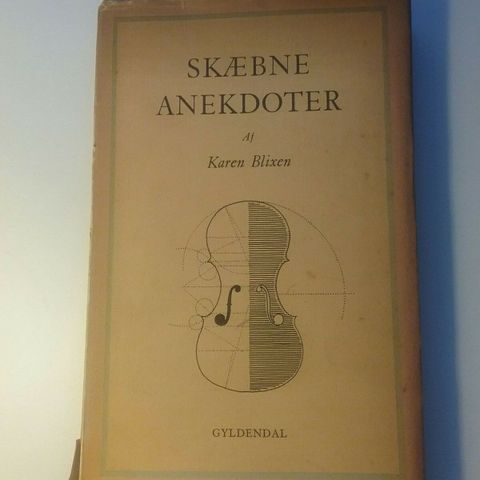 SKÆBNE
ANEKDOTER
Af
Karen Blixen
GYLDENDAL